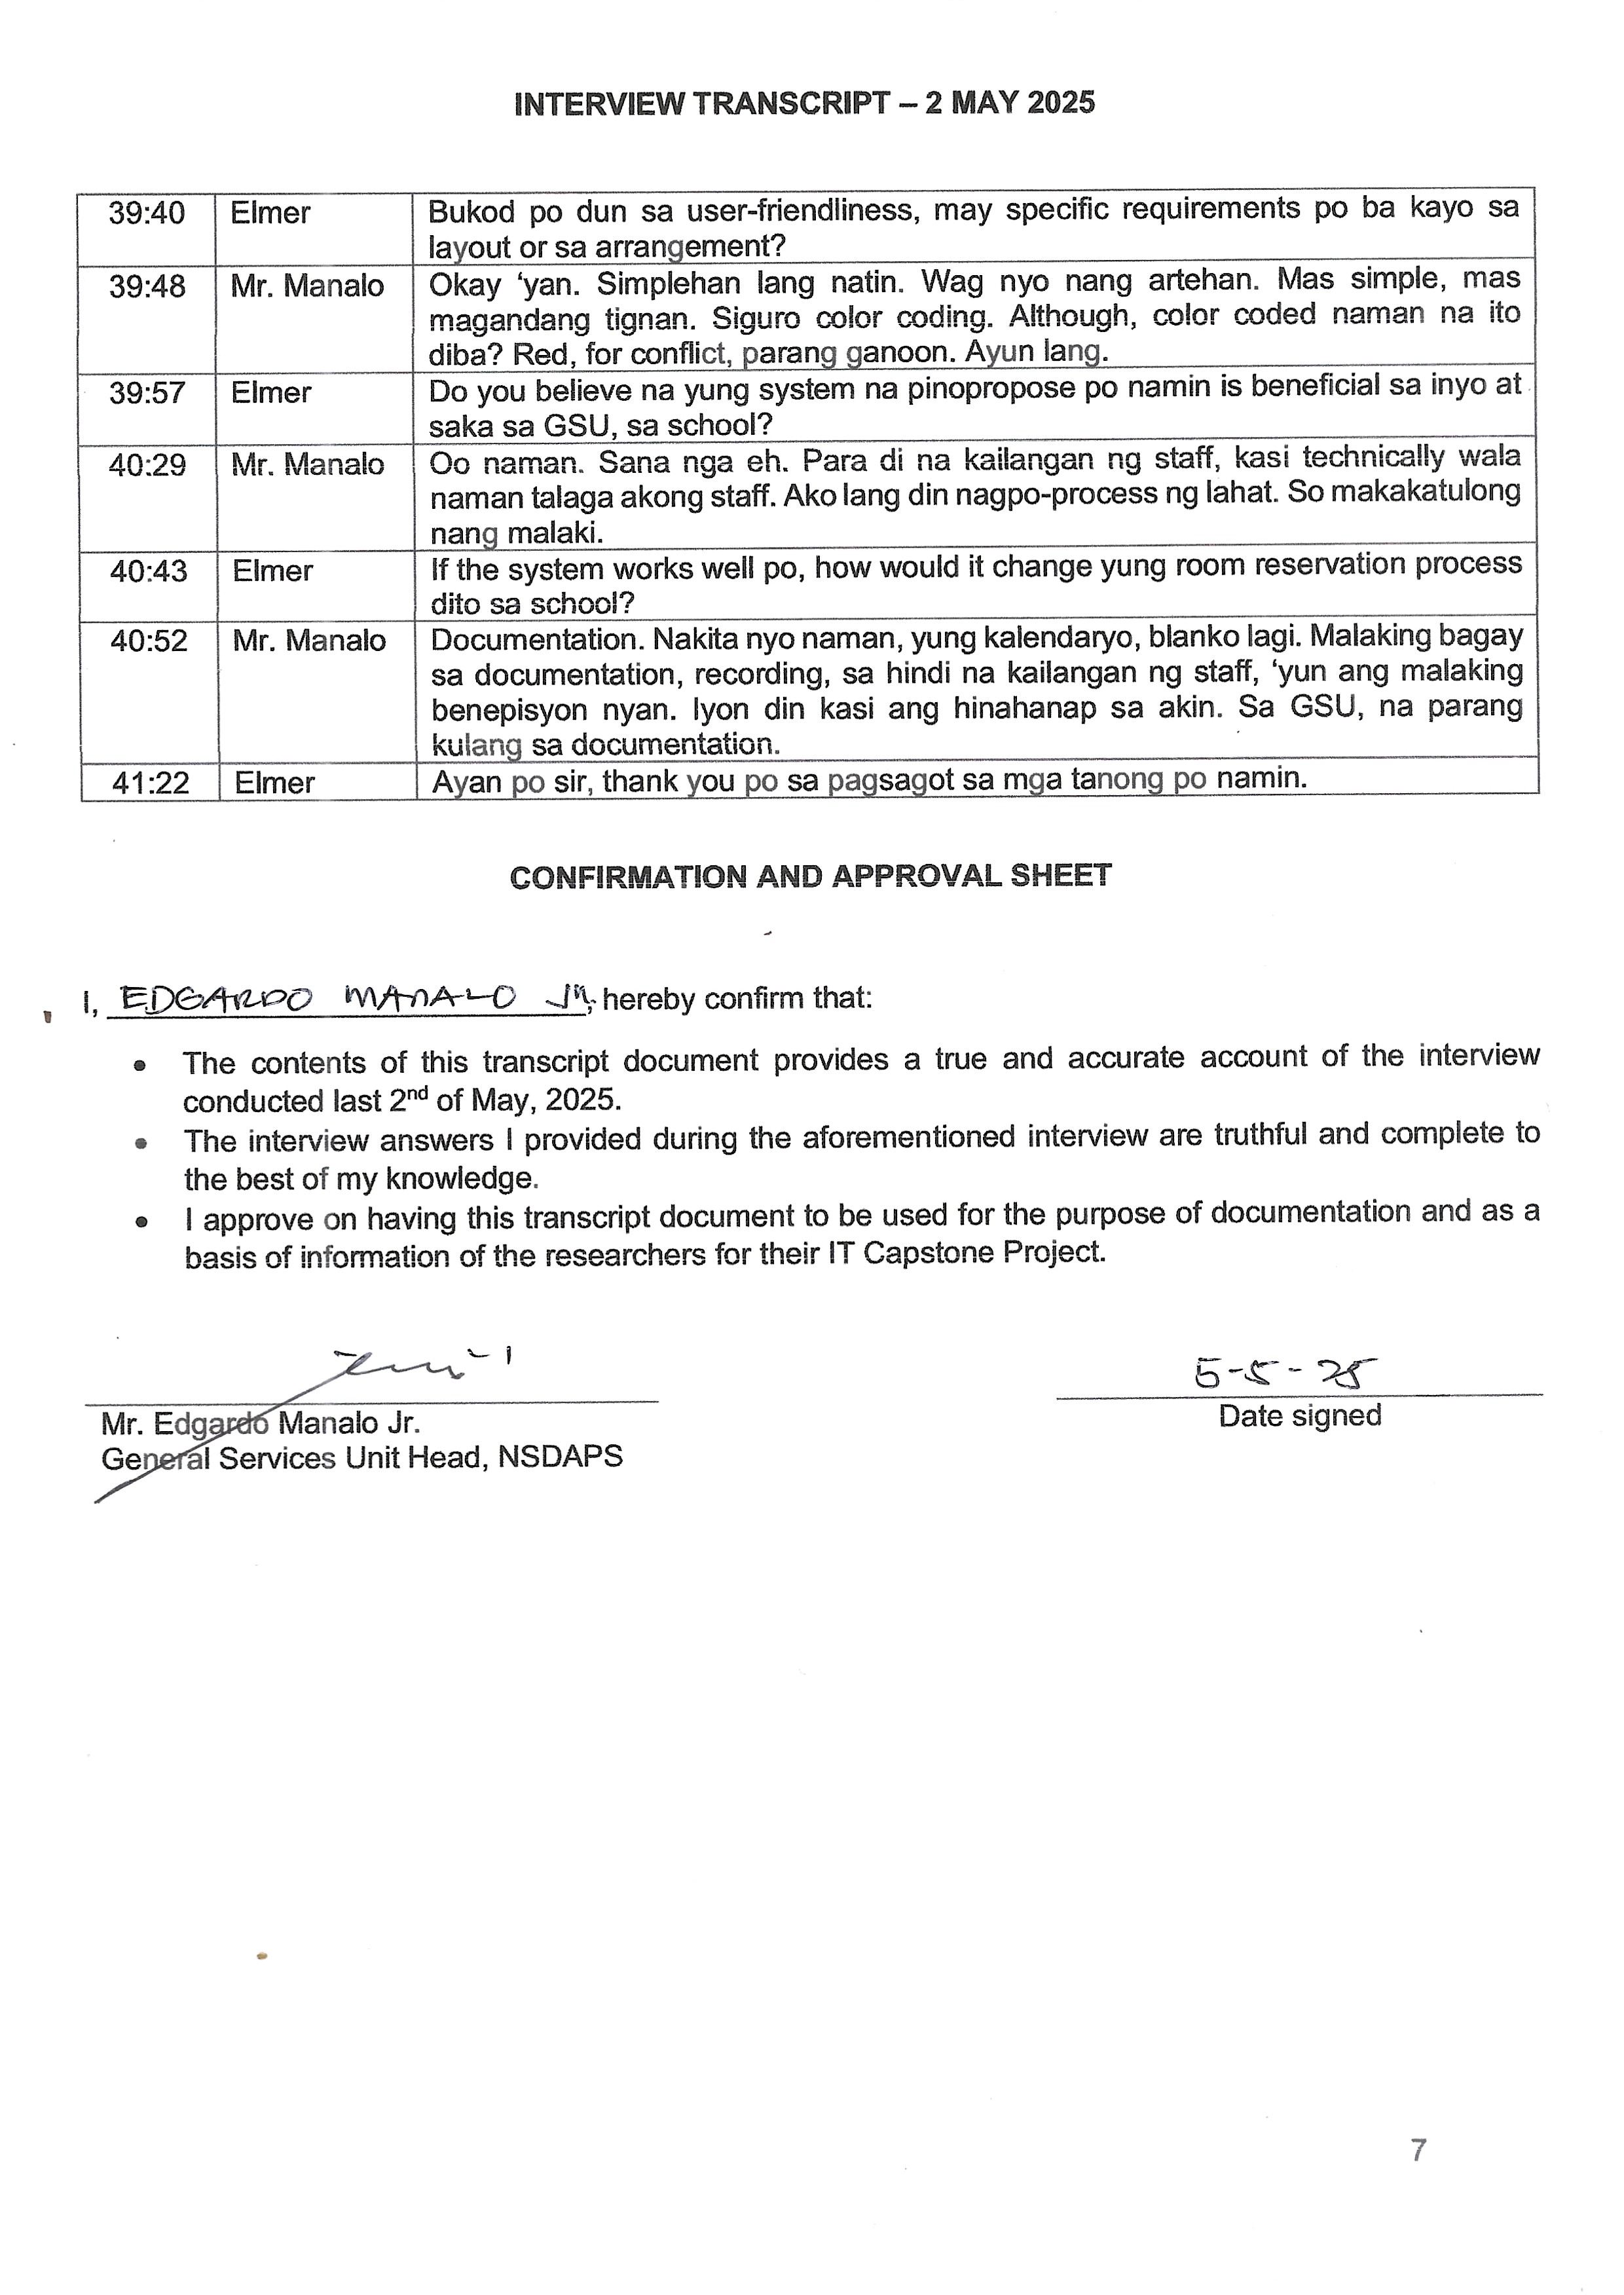 INTERVIEW TRANSCRIPT – 2 MAY 2025
39:40 Elmer Bukod po dun sa user-friendliness, may specific requirements po ba kayo sa
layout or sa arrangement?
39:48 Mr. Manalo Okay ‘yan. Simplehan lang natin. Wag nyo nang artehan. Mas simple, mas
magandang tignan. Siguro color coding. Although, color coded naman na ito
diba? Red, for conflict, parang ganoon. Ayun lang.
39:57 Elmer Do you believe na yung system na pinopropose po namin is beneficial sa inyo at
saka sa GSU, sa school?
40:29 Mr. Manalo Oo naman. Sana nga eh. Para di na kailangan ng staff, kasi technically wala
naman talaga akong staff. Ako lang din nagpo-process ng lahat. So makakatulong
nang malaki.
40:43 Elmer If the system works well po, how would it change yung room reservation process
dito sa school?
40:52 Mr. Manalo Documentation. Nakita nyo naman, yung kalendaryo, blanko lagi. Malaking bagay
sa documentation, recording, sa hindi na kailangan ng staff, ‘yun ang malaking
benepisyon nyan. Iyon din kasi ang hinahanap sa akin. Sa GSU, na parang
kulang sa documentation.
41:22 Elmer Ayan po sir, thank you po sa pagsagot sa mga tanong po namin.
CONFIRMATION AND APPROVAL SHEET
I, EDGARDO MANALO JR, hereby confirm that:
• The contents of this transcript document provides a true and accurate account of the interview
conducted last 2nd of May, 2025.
• The interview answers I provided during the aforementioned interview are truthful and complete to
the best of my knowledge.
• I approve on having this transcript document to be used for the purpose of documentation and as a
basis of information of the researchers for their IT Capstone Project.
5-5-25
Mr. Edgardo Manalo Jr. Date signed
General Services Unit Head, NSDAPS
7